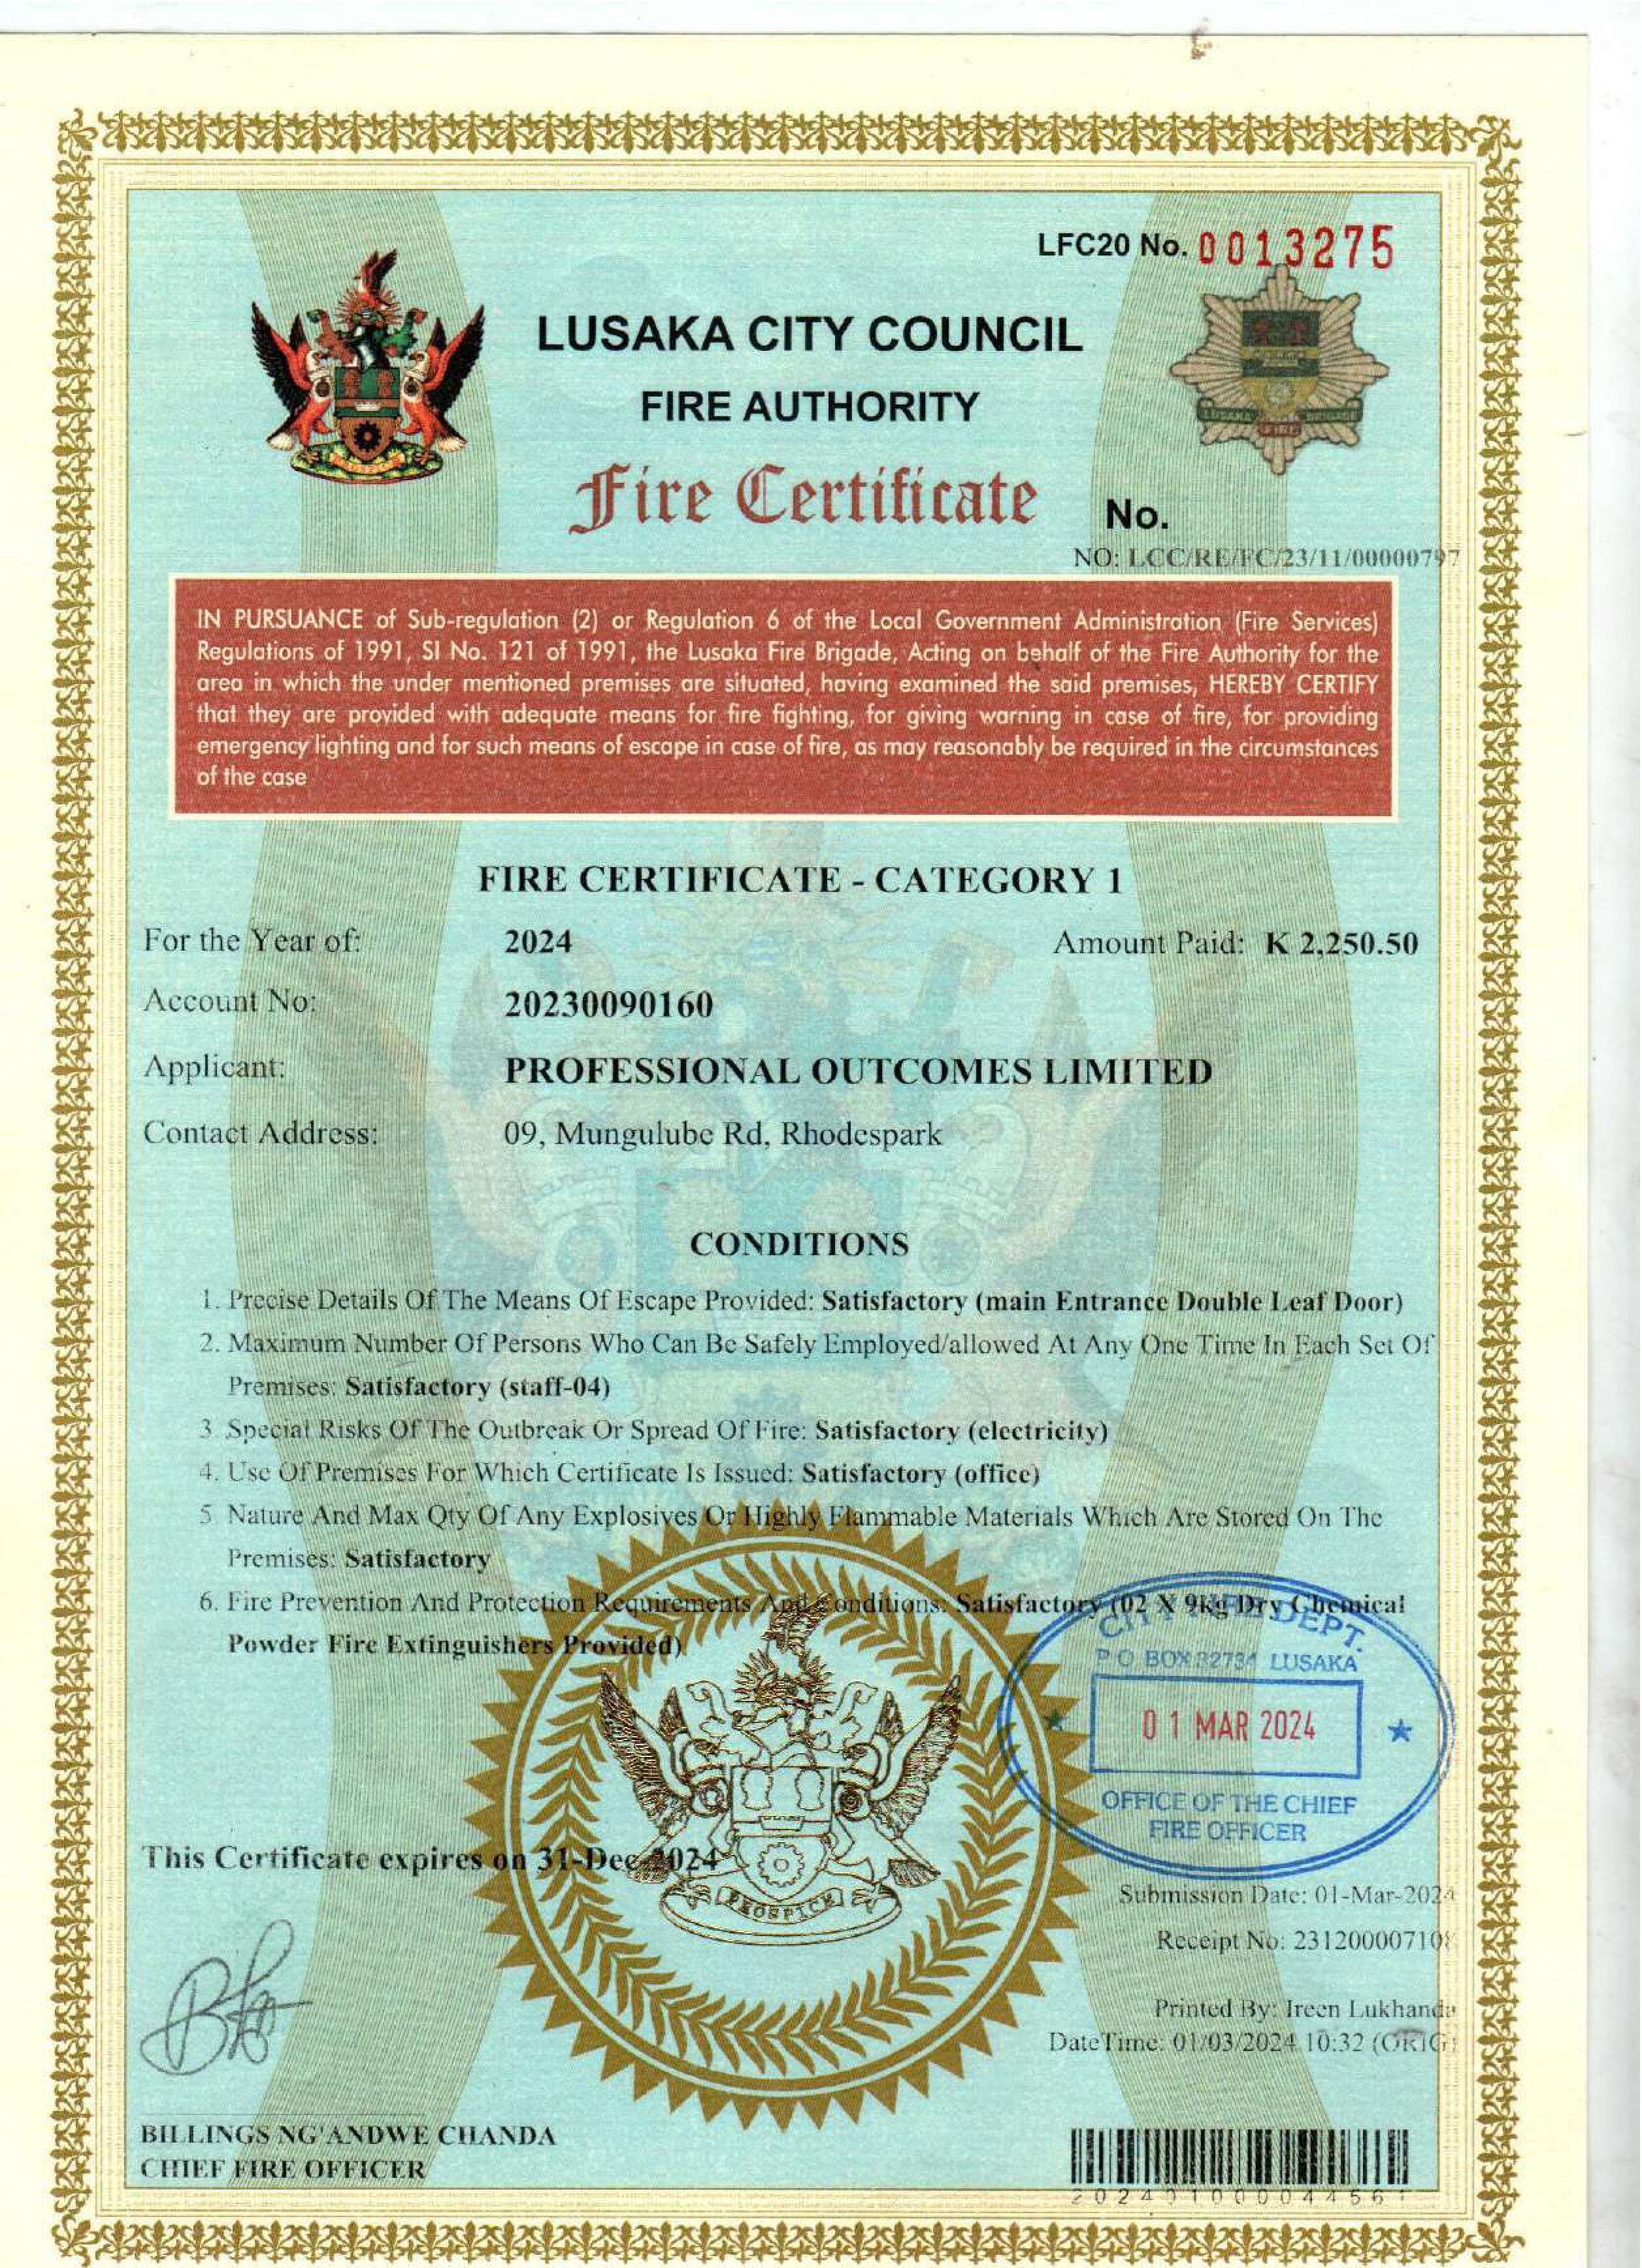 LFC20 No. 0013275
LUSAKA CITY COUNCIL
FIRE AUTHORITY
LUSAKA BRIGADE
FIRE
Fire Certificate
No.
NO: LCC/RE/FC/23/11/00000797
IN PURSUANCE of Sub-regulation (2) or Regulation 6 of the Local Government Administration (Fire Services)
Regulations of 1991, SI No. 121 of 1991, the Lusaka Fire Brigade, Acting on behalf of the Fire Authority for the
area in which the under mentioned premises are situated, having examined the said premises, HEREBY CERTIFY
that they are provided with adequate means for fire fighting, for giving warning in case of fire, for providing
emergency lighting and for such means of escape in case of fire, as may reasonably be required in the circumstances
of the case
FIRE CERTIFICATE - CATEGORY 1
For the Year of: 2024 Amount Paid: K 2,250.50
Account No: 20230090160
Applicant: PROFESSIONAL OUTCOMES LIMITED
Contact Address: 09, Mungulube Rd, Rhodespark
CONDITIONS
1. Precise Details Of The Means Of Escape Provided: Satisfactory (main Entrance Double Leaf Door)
2. Maximum Number Of Persons Who Can Be Safely Employed/allowed At Any One Time In Each Set Of
Premises: Satisfactory (staff-04)
3 Special Risks Of The Outbreak Or Spread Of Fire: Satisfactory (electricity)
4. Use Of Premises For Which Certificate Is Issued: Satisfactory (office)
5 Nature And Max Qty Of Any Explosives Or Highly Flammable Materials Which Are Stored On The
Premises: Satisfactory
6. Fire Prevention And Protection Requirements And Conditions: Satisfactory (02 X 9kg Dry Chemical
Powder Fire Extinguishers Provided)
CITY FIRE DEPT.
P O BOX 32734 LUSAKA
01 MAR 2024
OFFICE OF THE CHIEF
FIRE OFFICER
This Certificate expires on 31-Dec-2024
PROSPICE
Submission Date: 01-Mar-2024
Receipt No: 231200007108
Printed By: Ireen Lukhanda
DateTime: 01/03/2024 10:32 (ORIG)
BILLINGS NG'ANDWE CHANDA
CHIEF FIRE OFFICER